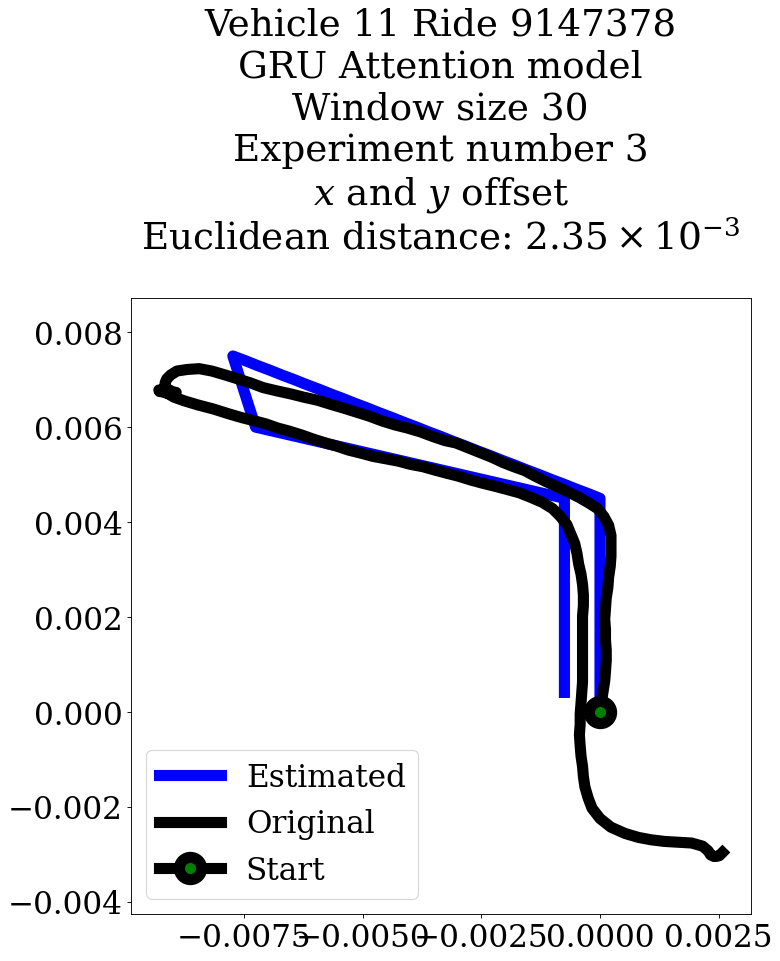 Vehicle 11 Ride 9147378
GRU Attention model
Window size 30
Experiment number 3
x and y offset
Euclidean distance: 2.35 × 10⁻³
0.008
0.006
0.004
0.002
0.000
−0.002
−0.004
Estimated
Original
Start
−0.0075 −0.0050 −0.0025 0.0000 0.0025